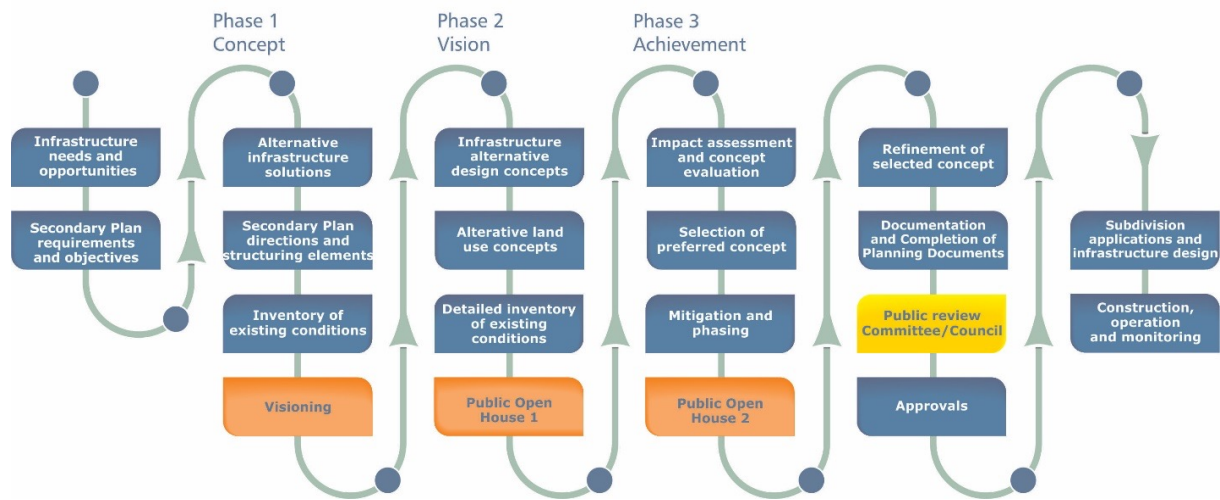 Phase 1
Concept
Phase 2
Vision
Phase 3
Achievement
Infrastructure
needs and
opportunities
Secondary Plan
requirements
and objectives
Alternative
infrastructure
solutions
Secondary Plan
directions and
structuring elements
Inventory of
existing conditions
Visioning
Infrastructure
alternative
design concepts
Alterative land
use concepts
Detailed inventory
of existing
conditions
Public Open
House 1
Impact assessment
and concept
evaluation
Selection of
preferred concept
Mitigation and
phasing
Public Open
House 2
Refinement of
selected concept
Documentation
and Completion of
Planning Documents
Public review
Committee/Council
Approvals
Subdivision
applications and
infrastructure design
Construction,
operation
and monitoring